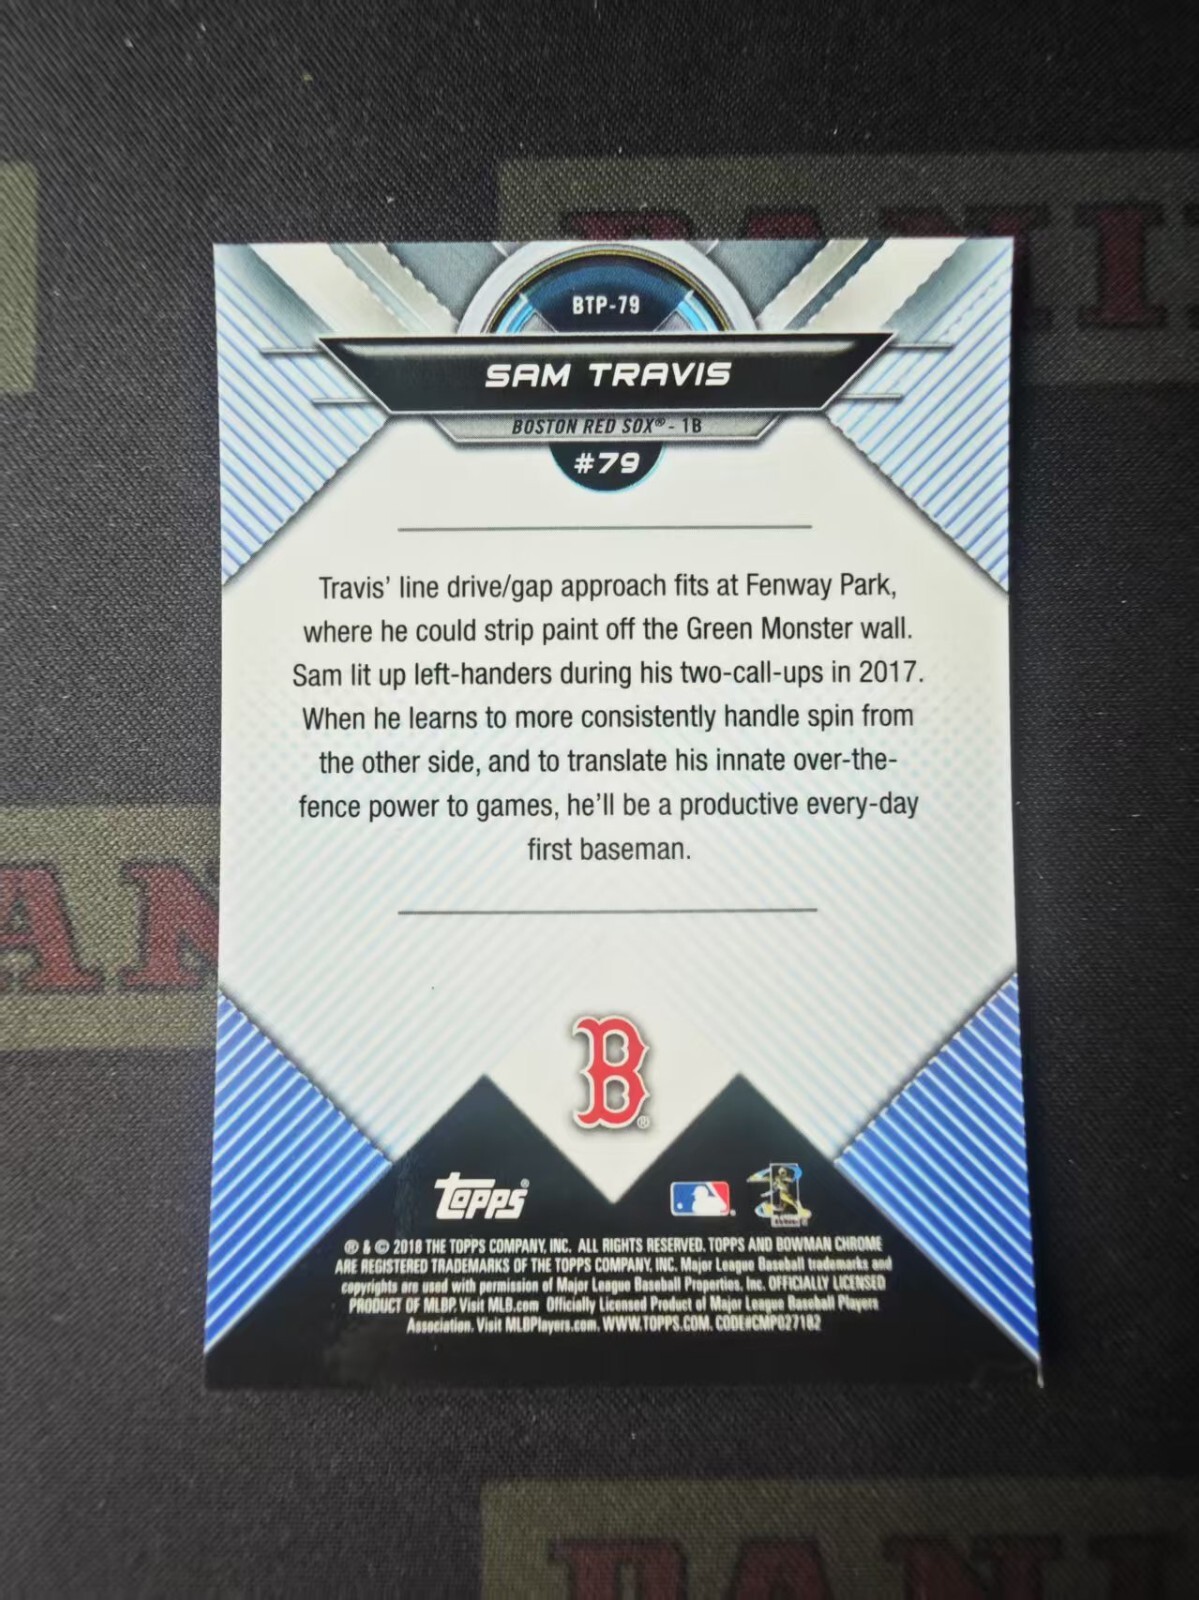 PANINI
BTP-79
SAM TRAVIS
BOSTON RED SOX® - 1B
#79
Travis' line drive/gap approach fits at Fenway Park,
where he could strip paint off the Green Monster wall.
Sam lit up left-handers during his two-call-ups in 2017.
When he learns to more consistently handle spin from
the other side, and to translate his innate over-the-
fence power to games, he'll be a productive every-day
first baseman.
B®
Topps®
® & © 2018 THE TOPPS COMPANY, INC. ALL RIGHTS RESERVED. TOPPS AND BOWMAN CHROME
ARE REGISTERED TRADEMARKS OF THE TOPPS COMPANY, INC. Major League Baseball trademarks and
copyrights are used with permission of Major League Baseball Properties, Inc. OFFICIALLY LICENSED
PRODUCT OF MLBP. Visit MLB.com Officially Licensed Product of Major League Baseball Players
Association. Visit MLBPlayers.com. WWW.TOPPS.COM. CODE#CMP027182